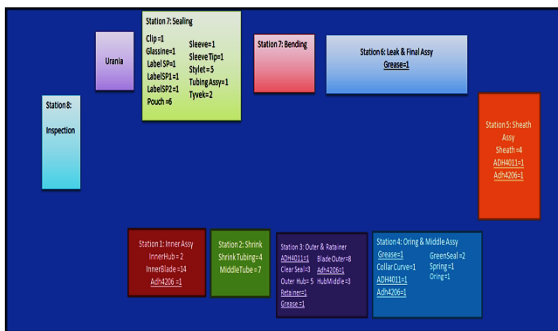 Station 7: Sealing
Clip =1
Glassine=1
LabelSP=1
LabelSP1=1
LabelSP2=1
Pouch =6
Sleeve=1
SleeveTip=1
Stylet =5
TubingAssy=1
Tyvek=2
Urania
Station 7: Bending
Station 6: Leak & Final Assy
Grease=1
Station 8:
Inspection
Station 5: Sheath
Assy
Sheath =4
ADH4011=1
Adh4206=1
Station 1: Inner Assy
InnerHub =2
InnerBlade =14
Adh4206 =1
Station 2: Shrink
ShrinkTubing=4
MiddleTube =7
Station 3: Outer & Ratainer
ADH4011=1
Clear Seal=3
Outer Hub= 5
Retainer=1
Grease =1
Blade Outer=8
Adh4206=1
HubMiddle =3
Station 4: Oring & Middle Assy
Grease=1
CollarCurve=1
ADH4011=1
Adh4206=1
GreenSeal=2
Spring=1
Oring =1